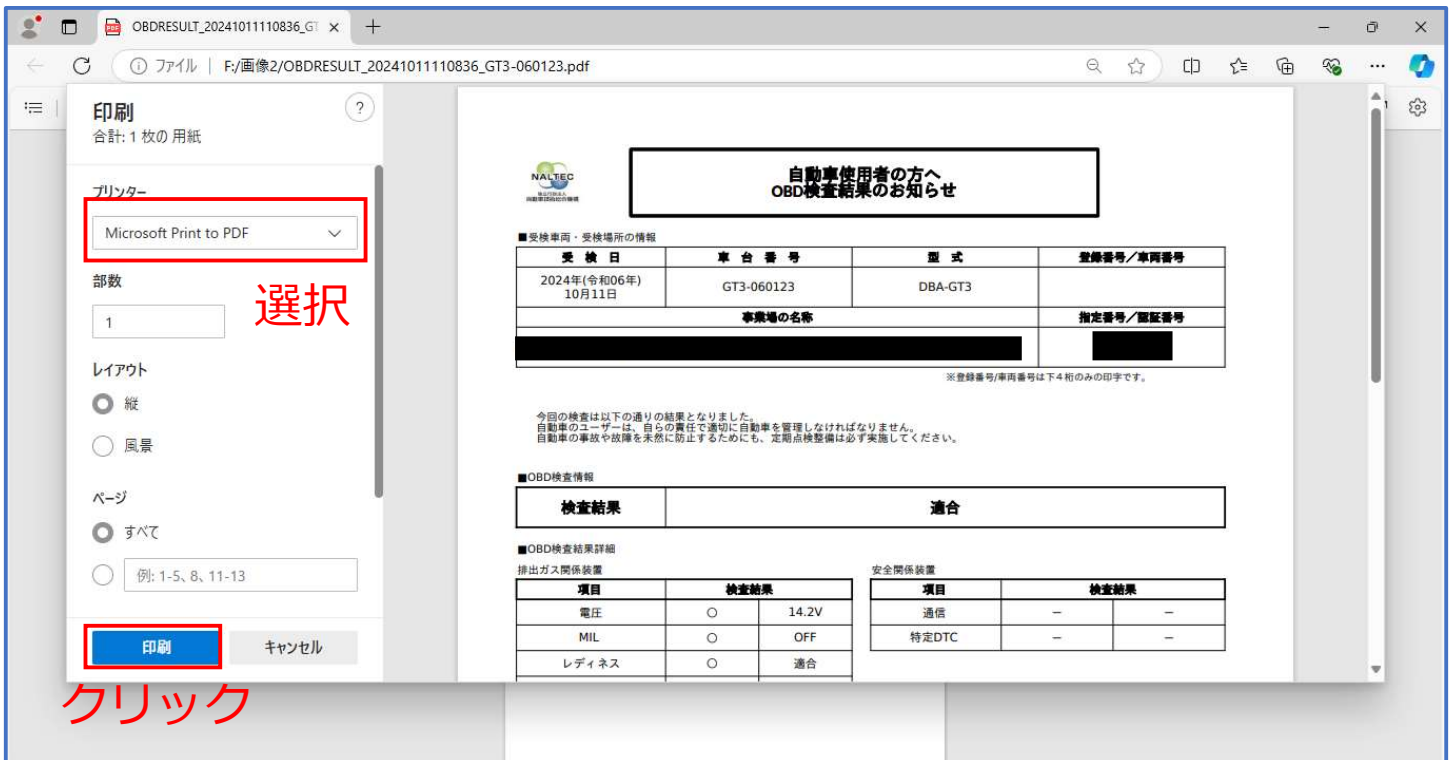 OBDRESULT_20241011110836_GT
ファイル | F:/画像2/OBDRESULT_20241011110836_GT3-060123.pdf
印刷
?
合計: 1 枚の 用紙
プリンター
Microsoft Print to PDF
部数
選択
1
レイアウト
縦
風景
ページ
すべて
例: 1-5、8、11-13
印刷 キャンセル
クリック
NALTEC
自動車使用者の方へ
OBD検査結果のお知らせ
■受検車両・受検場所の情報
受 検 日 車 台 番 号 型 式 登録番号/車両番号
2024年(令和06年)
10月11日 GT3-060123 DBA-GT3
事業場の名称 指定番号/認証番号
※登録番号/車両番号は下4桁のみの印字です。
今回の検査は以下の通りの結果となりました。
自動車のユーザーは、自らの責任で適切に自動車を管理しなければなりません。
自動車の事故や故障を未然に防止するためにも、定期点検整備は必ず実施してください。
■OBD検査情報
検査結果 適合
■OBD検査結果詳細
排出ガス関係装置 安全関係装置
項目 検査結果 項目 検査結果
電圧 ○ 14.2V 通信 − −
MIL ○ OFF 特定DTC − −
レディネス ○ 適合